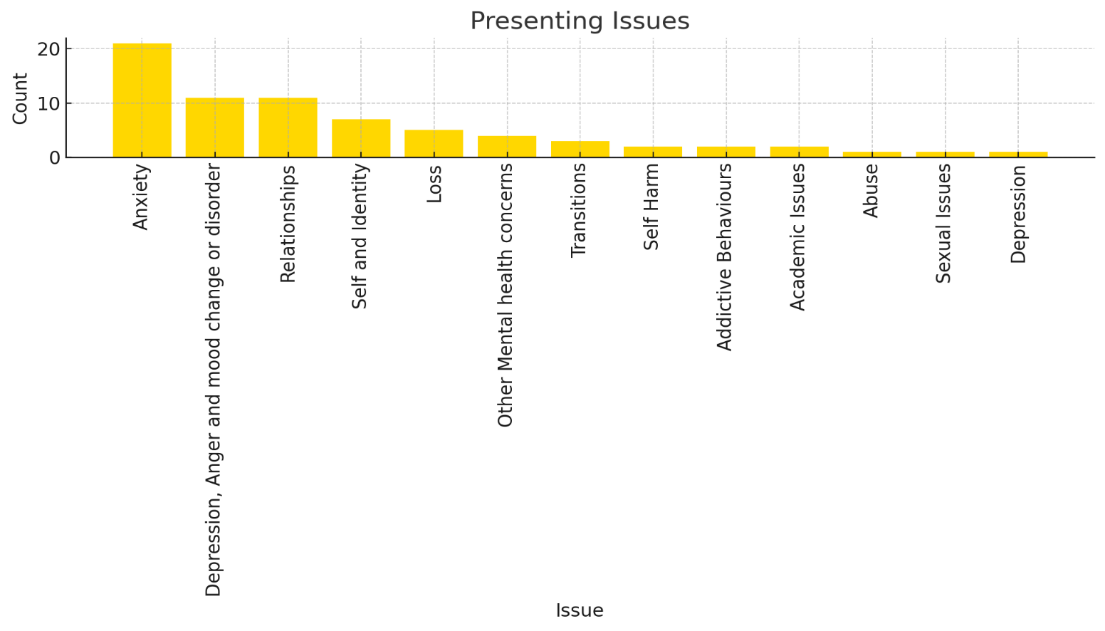 Presenting Issues
Count
20
10
0
Anxiety
Depression, Anger and mood change or disorder
Relationships
Self and Identity
Loss
Other Mental health concerns
Transitions
Self Harm
Addictive Behaviours
Academic Issues
Abuse
Sexual Issues
Depression
Issue